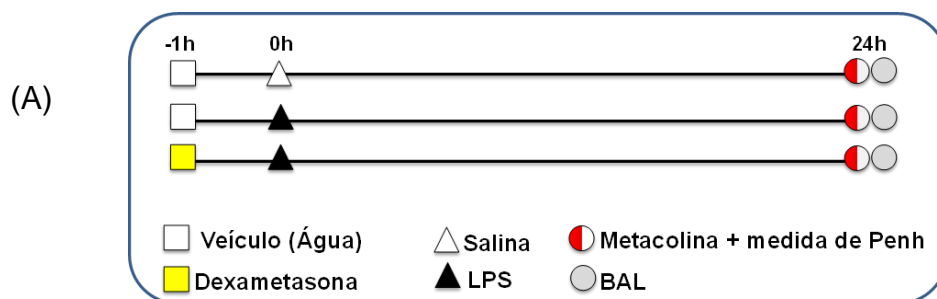 (A)
-1h 0h 24h
Veículo (Água) Salina Metacolina + medida de Penh
Dexametasona LPS BAL